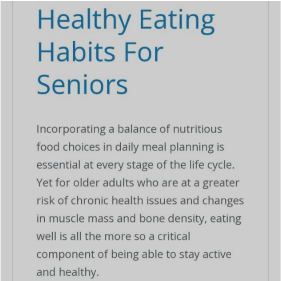 Healthy Eating
Habits For
Seniors
Incorporating a balance of nutritious
food choices in daily meal planning is
essential at every stage of the life cycle.
Yet for older adults who are at a greater
risk of chronic health issues and changes
in muscle mass and bone density, eating
well is all the more so a critical
component of being able to stay active
and healthy.